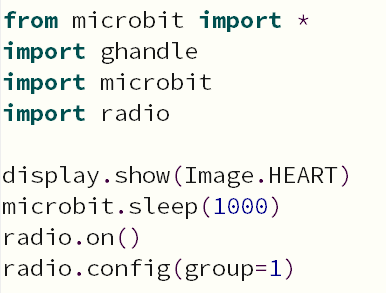 from microbit import *
import ghandle
import microbit
import radio

display.show(Image.HEART)
microbit.sleep(1000)
radio.on()
radio.config(group=1)